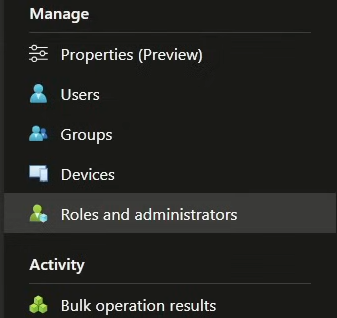 Manage
Properties (Preview)
Users
Groups
Devices
Roles and administrators
Activity
Bulk operation results